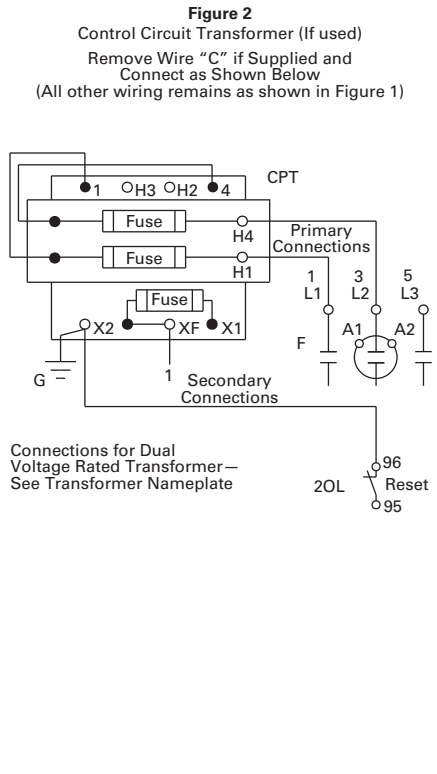 Figure 2
Control Circuit Transformer (If used)
Remove Wire “C” if Supplied and
Connect as Shown Below
(All other wiring remains as shown in Figure 1)
CPT
1 H3 H2 4
Fuse
H4
Primary
Connections
Fuse
H1
1 3 5
L1 L2 L3
Fuse
X2 XF X1
F
A1 A2
G
1
Secondary
Connections
Connections for Dual
Voltage Rated Transformer—
See Transformer Nameplate
96
2OL
Reset
95